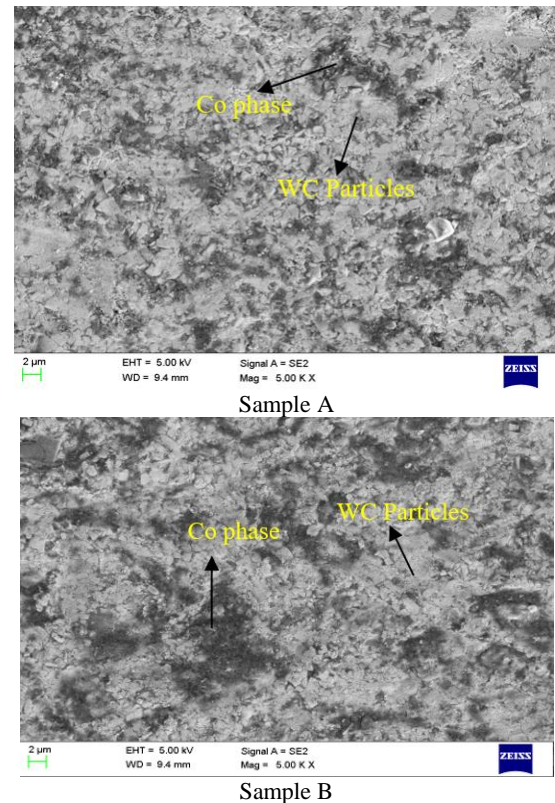 Co phase
WC Particles
2 µm
EHT = 5.00 kV
Signal A = SE2
WD = 9.4 mm
Mag = 5.00 K X
ZEISS
Sample A
WC Particles
Co phase
2 µm
EHT = 5.00 kV
Signal A = SE2
WD = 9.4 mm
Mag = 5.00 K X
ZEISS
Sample B